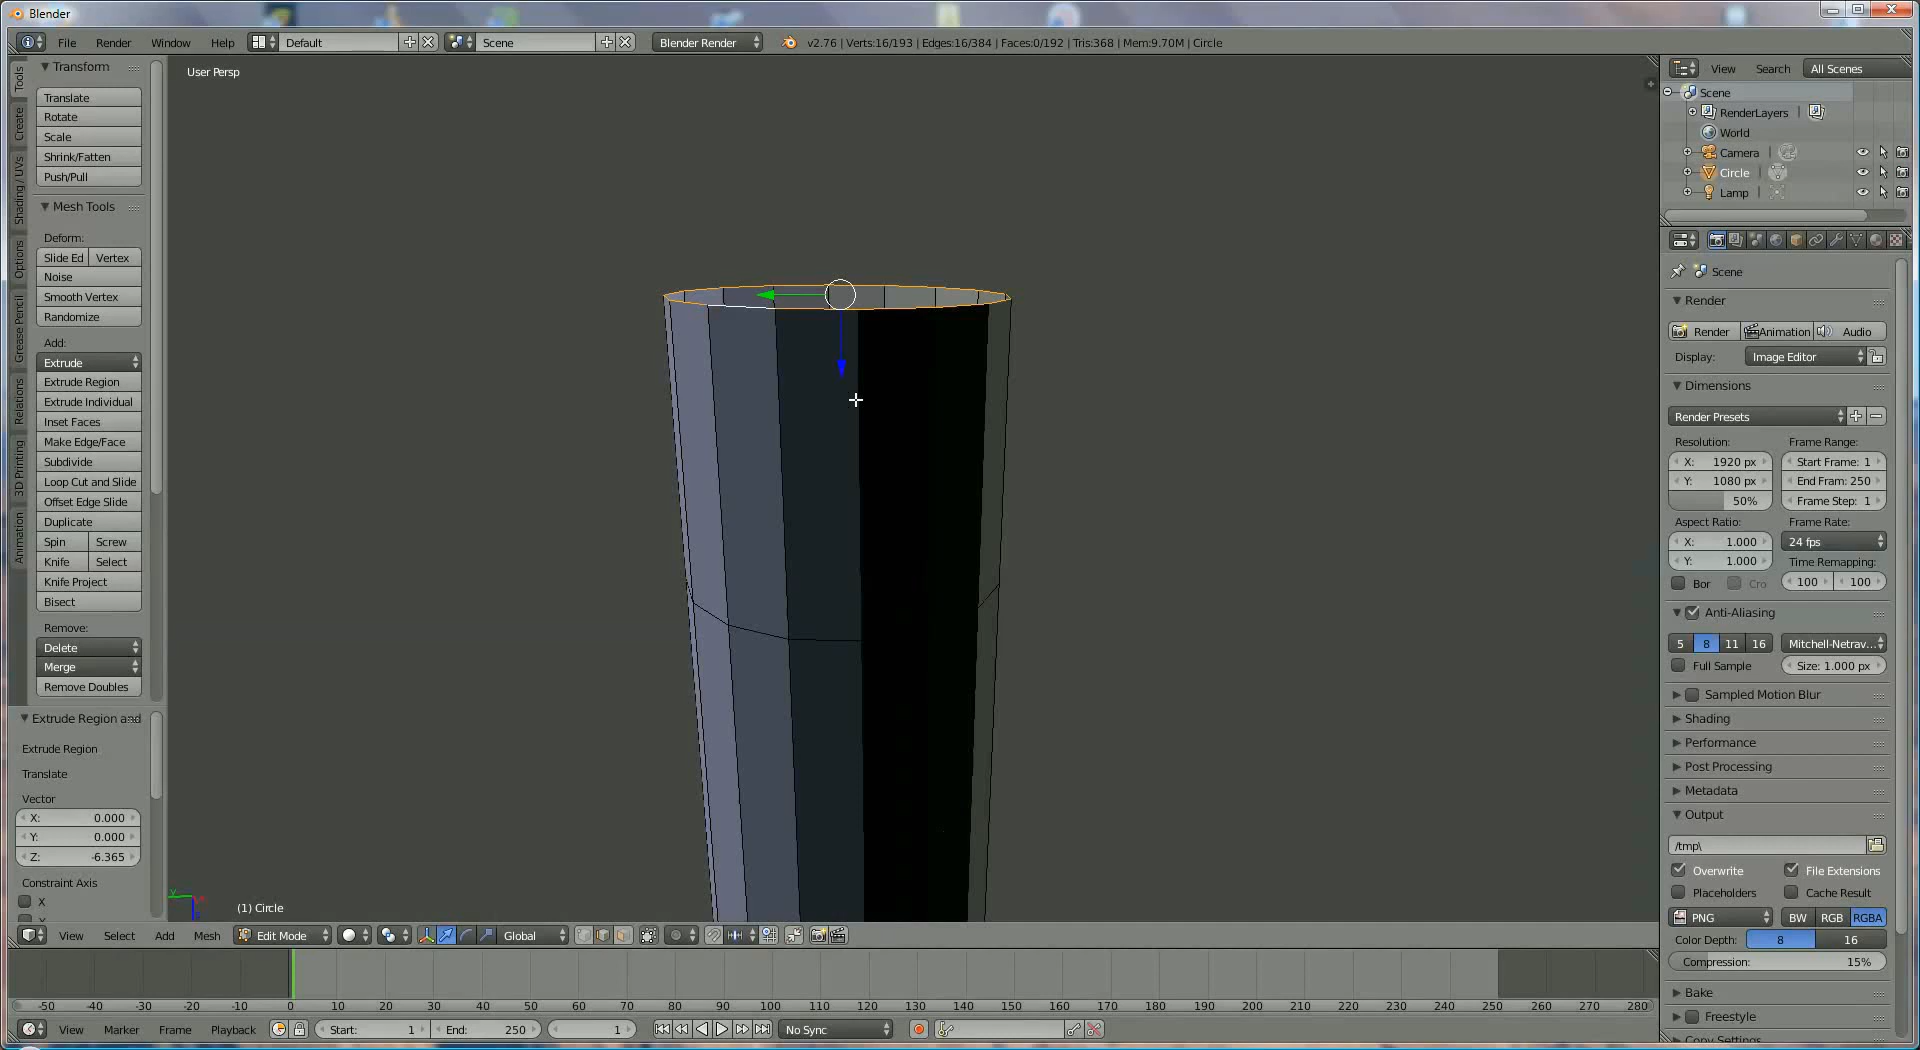 Blender
File Render Window Help Default Scene Blender Render v2.76 | Verts:16/193 | Edges:16/384 | Faces:0/192 | Tris:368 | Mem:9.70M | Circle
Tools
Create
Shading / UVs
Options
Grease Pencil
Relations
3D Printing
Animation
Transform
Translate
Rotate
Scale
Shrink/Fatten
Push/Pull
Mesh Tools
Deform:
Slide Ed Vertex
Noise
Smooth Vertex
Randomize
Add:
Extrude
Extrude Region
Extrude Individual
Inset Faces
Make Edge/Face
Subdivide
Loop Cut and Slide
Offset Edge Slide
Duplicate
Spin Screw
Knife Select
Knife Project
Bisect
Remove:
Delete
Merge
Remove Doubles
Extrude Region and
Extrude Region
Translate
Vector
X: 0.000
Y: 0.000
Z: -6.365
Constraint Axis
X
User Persp
(1) Circle
View Select Add Mesh Edit Mode Global
-50 -40 -30 -20 -10 0 10 20 30 40 50 60 70 80 90 100 110 120 130 140 150 160 170 180 190 200 210 220 230 240 250 260 270 280
View Marker Frame Playback Start: 1 End: 250 1 No Sync
View Search All Scenes
Scene
RenderLayers
World
Camera
Circle
Lamp
Scene
Render
Render Animation Audio
Display: Image Editor
Dimensions
Render Presets
Resolution: Frame Range:
X: 1920 px Start Frame: 1
Y: 1080 px End Fram: 250
50% Frame Step: 1
Aspect Ratio: Frame Rate:
X: 1.000 24 fps
Y: 1.000 Time Remapping:
Bor Cro 100 100
Anti-Aliasing
5 8 11 16 Mitchell-Netrav...
Full Sample Size: 1.000 px
Sampled Motion Blur
Shading
Performance
Post Processing
Metadata
Output
/tmp\
Overwrite File Extensions
Placeholders Cache Result
PNG BW RGB RGBA
Color Depth: 8 16
Compression: 15%
Bake
Freestyle